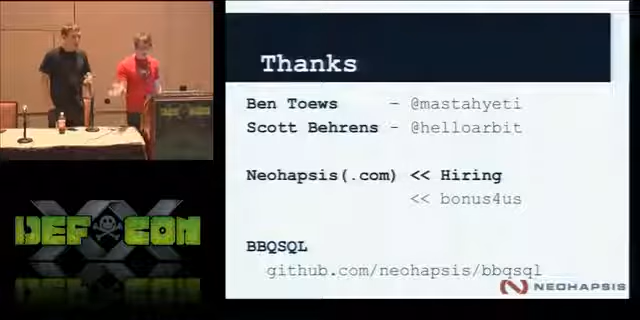 Thanks
Ben Toews - @mastahyeti
Scott Behrens - @helloarbit
Neohapsis(.com) << Hiring
<< bonus4us
BBQSQL
github.com/neohapsis/bbqsql
NEOHAPSIS
DEF CON
XX